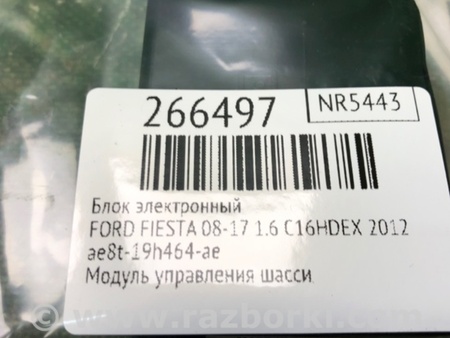 266497
NR5443
Блок электронный
FORD FIESTA 08-17 1.6 C16HDEX 2012
ae8t-19h464-ae
Модуль управления шасси
© www.razborki.com